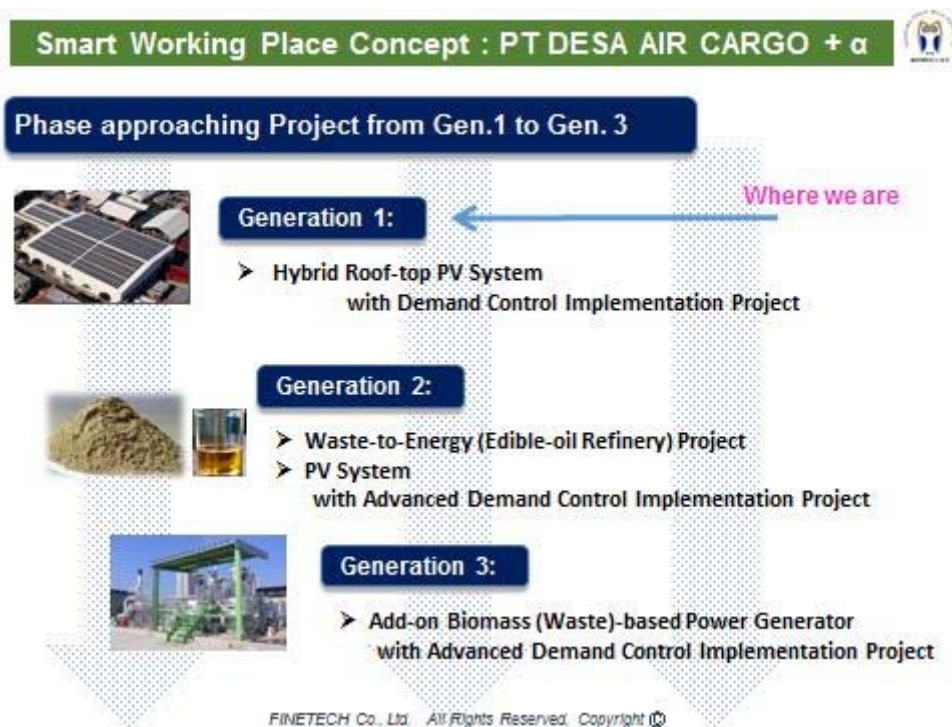 Smart Working Place Concept : PT DESA AIR CARGO + α
Phase approaching Project from Gen.1 to Gen. 3
Where we are
Generation 1:
➤ Hybrid Roof-top PV System
with Demand Control Implementation Project
Generation 2:
➤ Waste-to-Energy (Edible-oil Refinery) Project
➤ PV System
with Advanced Demand Control Implementation Project
Generation 3:
➤ Add-on Biomass (Waste)-based Power Generator
with Advanced Demand Control Implementation Project
FINETECH Co., Ltd. All Rights Reserved. Copyright ©